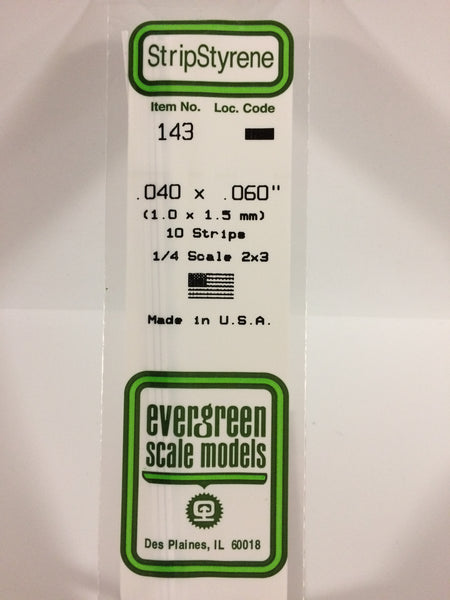 StripStyrene
Item No. Loc. Code
143
.040 x .060"
(1.0 x 1.5 mm)
10 Strips
1/4 Scale 2x3
Made in U.S.A.
evergreen
scale models
Des Plaines, IL 60018